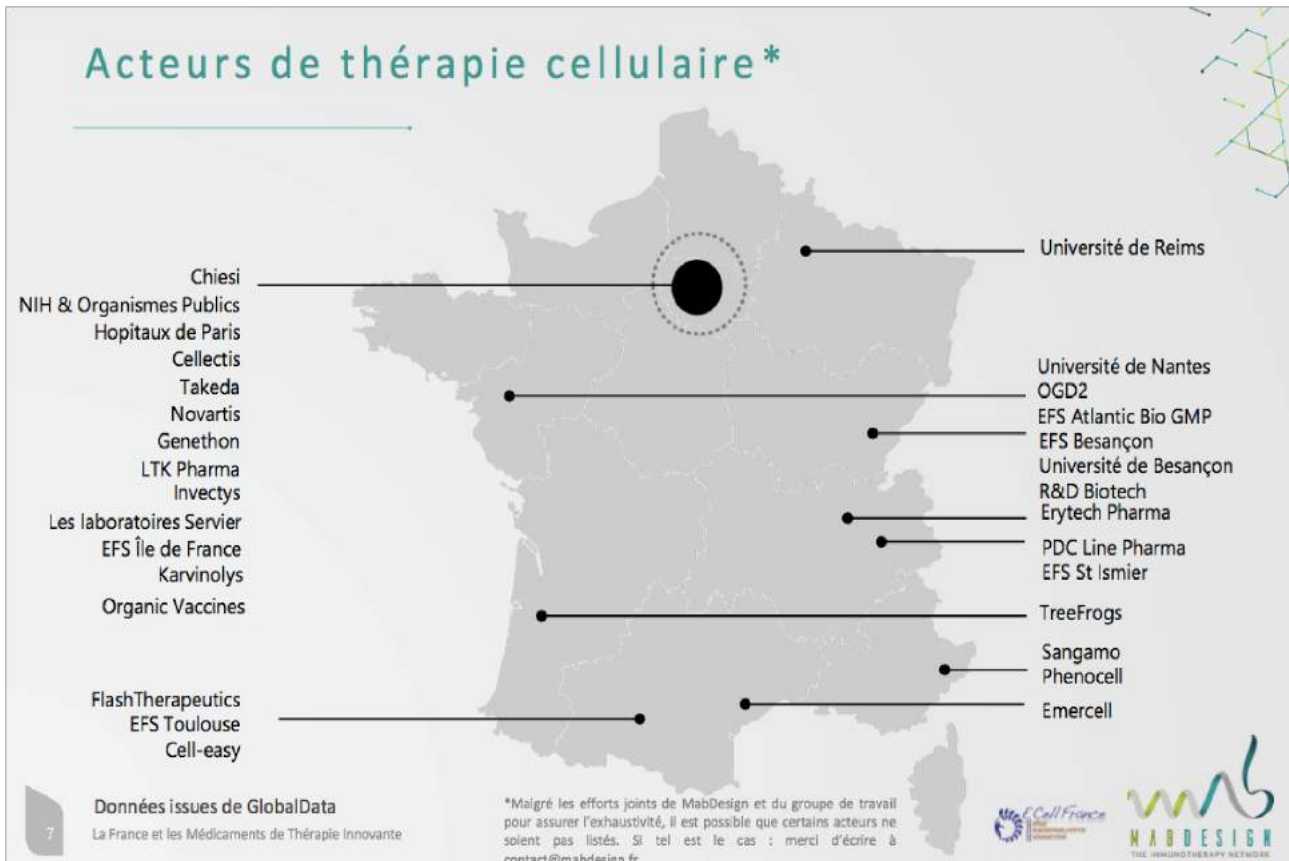 Acteurs de thérapie cellulaire*
Chiesi
NIH & Organismes Publics
Hopitaux de Paris
Cellectis
Takeda
Novartis
Genethon
LTK Pharma
Invectys
Les laboratoires Servier
EFS Île de France
Karvinolys
Organic Vaccines
FlashTherapeutics
EFS Toulouse
Cell-easy
Université de Reims
Université de Nantes
OGD2
EFS Atlantic Bio GMP
EFS Besançon
Université de Besançon
R&D Biotech
Erytech Pharma
PDC Line Pharma
EFS St Ismier
TreeFrogs
Sangamo
Phenocell
Emercell
7
Données issues de GlobalData
La France et les Médicaments de Thérapie Innovante
*Malgré les efforts joints de MabDesign et du groupe de travail
pour assurer l'exhaustivité, il est possible que certains acteurs ne
soient pas listés. Si tel est le cas : merci d'écrire à
contact@mabdesign.fr
ECellFrance
mab
MABDESIGN
THE IMMUNOTHERAPY NETWORK